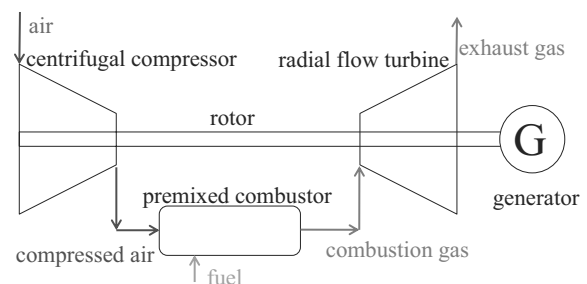 air
centrifugal compressor
radial flow turbine
exhaust gas
rotor
G
premixed combustor
generator
compressed air
combustion gas
fuel